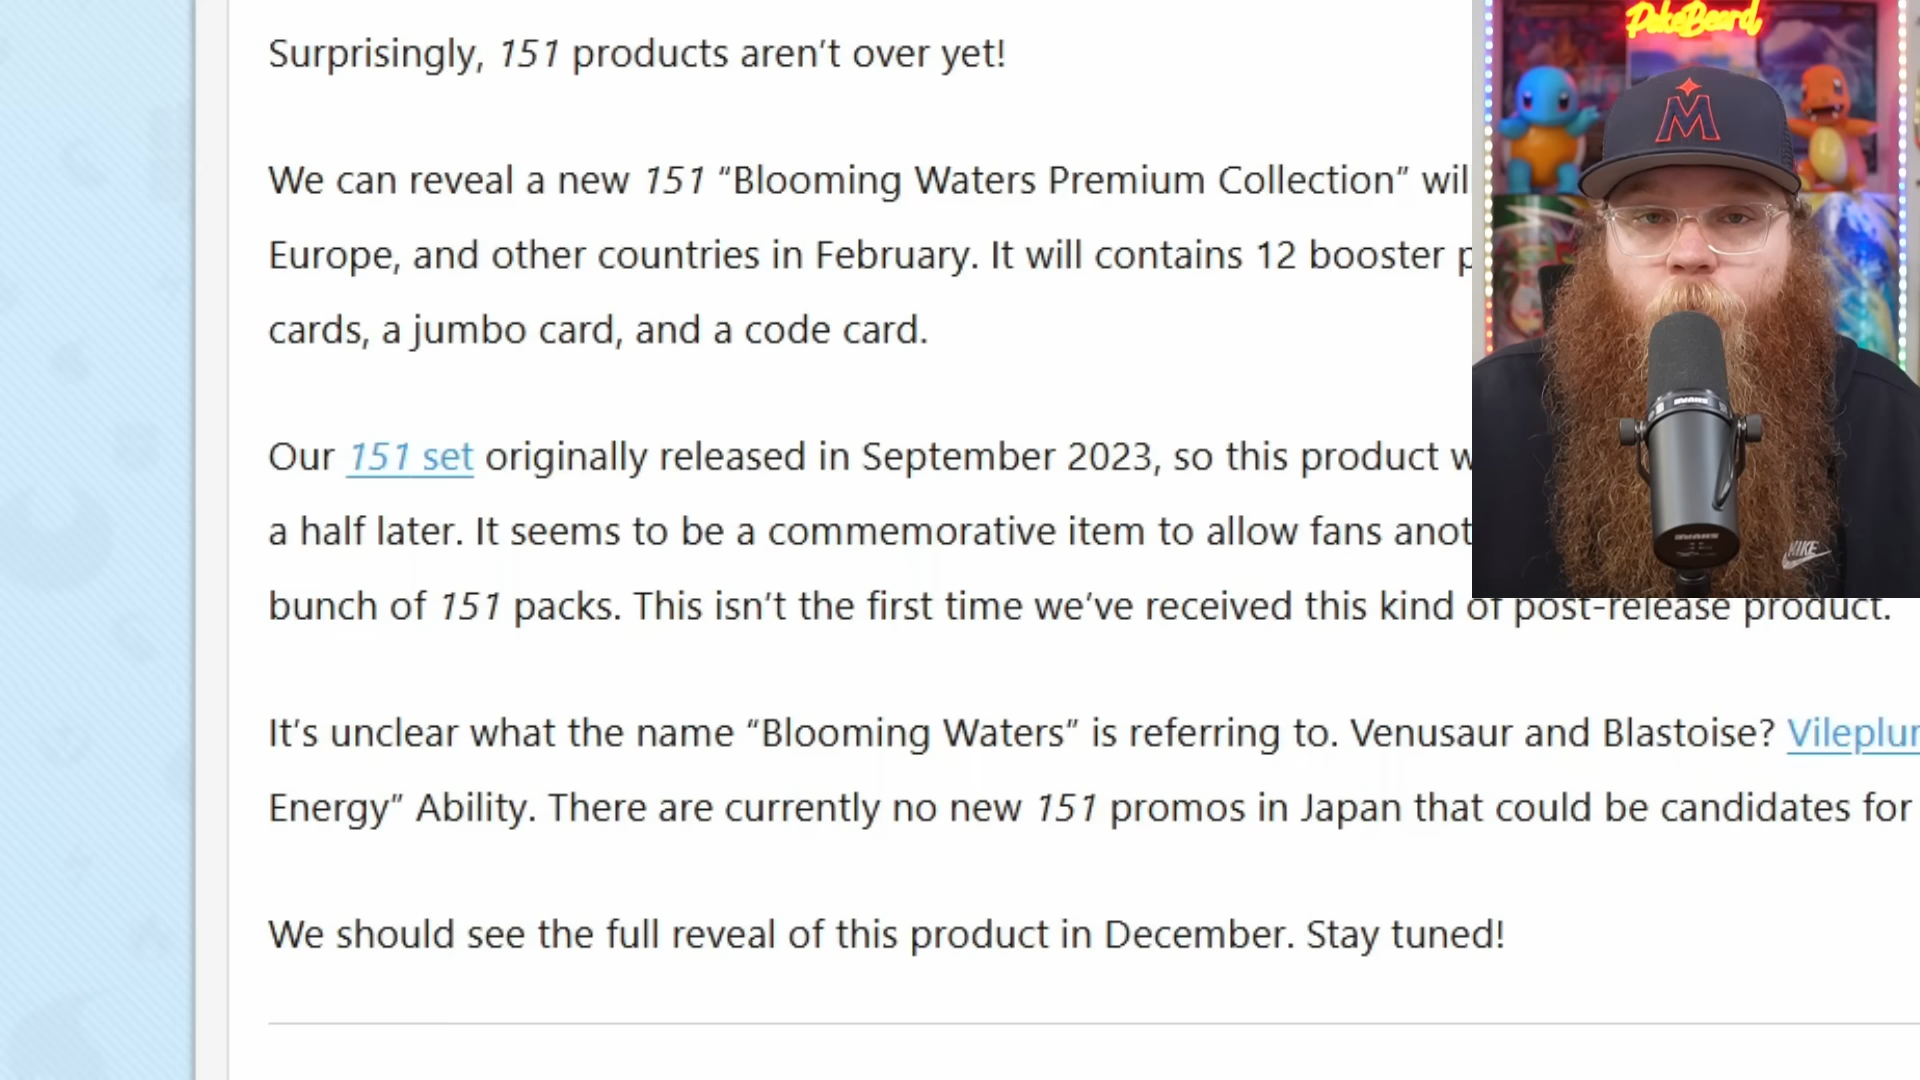 Surprisingly, 151 products aren’t over yet!
We can reveal a new 151 “Blooming Waters Premium Collection” wil
Europe, and other countries in February. It will contains 12 booster
cards, a jumbo card, and a code card.
Our 151 set originally released in September 2023, so this product
a half later. It seems to be a commemorative item to allow fans anot
bunch of 151 packs. This isn’t the first time we’ve received this kind of post-release product.
It’s unclear what the name “Blooming Waters” is referring to. Venusaur and Blastoise? Vileplu
Energy” Ability. There are currently no new 151 promos in Japan that could be candidates for
We should see the full reveal of this product in December. Stay tuned!
PokeBeard
M
NIKE